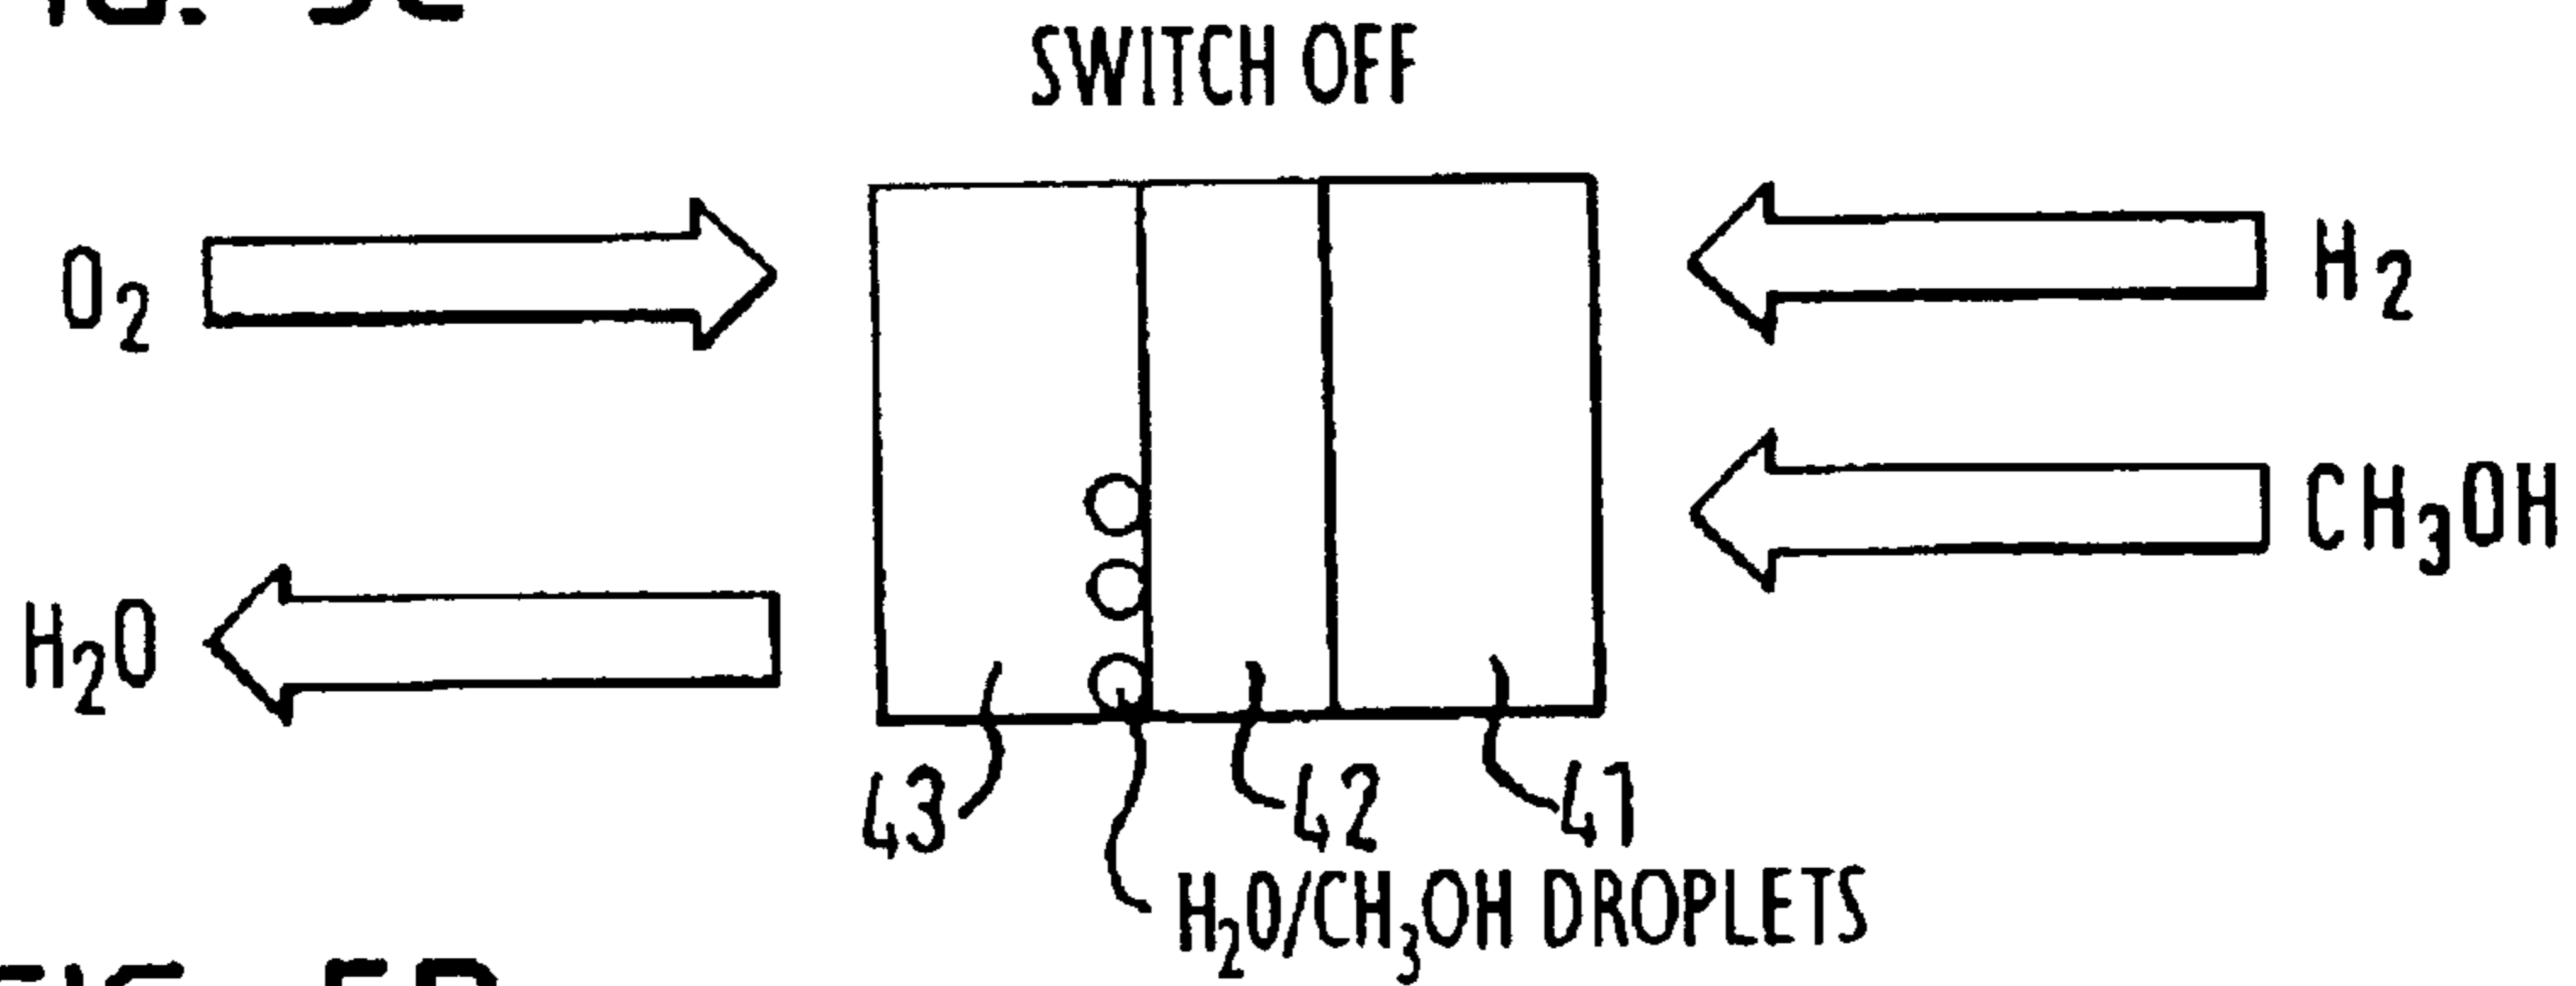 SWITCH OFF
O2
H2
CH3OH
H2O
43
42
41
H2O/CH3OH DROPLETS